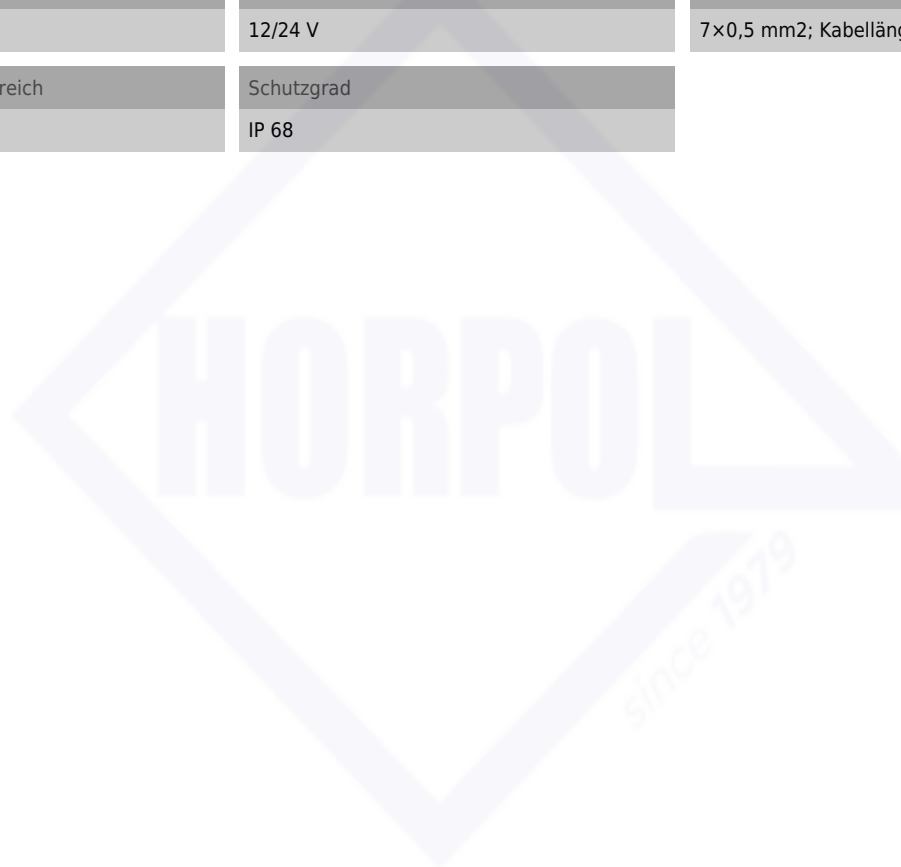 12/24 V
7×0,5 mm2; Kabelläng
reich
Schutzgrad
IP 68
HORPOL
since 1979